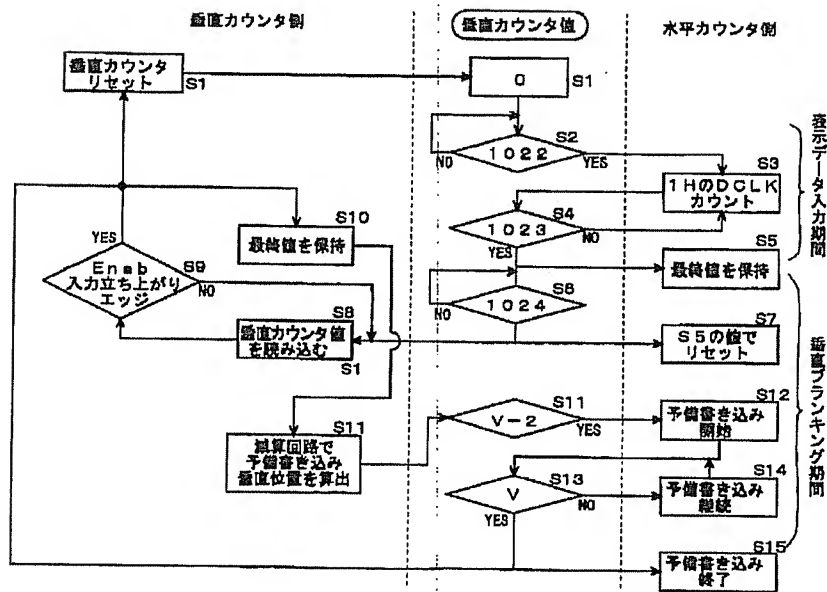 垂直カウンタ側
垂直カウンタ値
水平カウンタ側
垂直カウンタ
リセット
S1
0
S1
1022
S2
NO
YES
S3
1HのDCLK
カウント
表示データ入力期間
S10
最終値を保持
1023
S4
NO
YES
S5
最終値を保持
YES
Enab
入力立ち上がり
エッジ
S9
NO
1024
S6
NO
S8
垂直カウンタ値
を読み込む
S1
S7
S5の値で
リセット
垂直ブランキング期間
S11
減算回路で
予備書き込み
垂直位置を算出
V-2
S11
YES
S12
予備書き込み
開始
V
S13
YES
NO
S14
予備書き込み
継続
S15
予備書き込み
終了